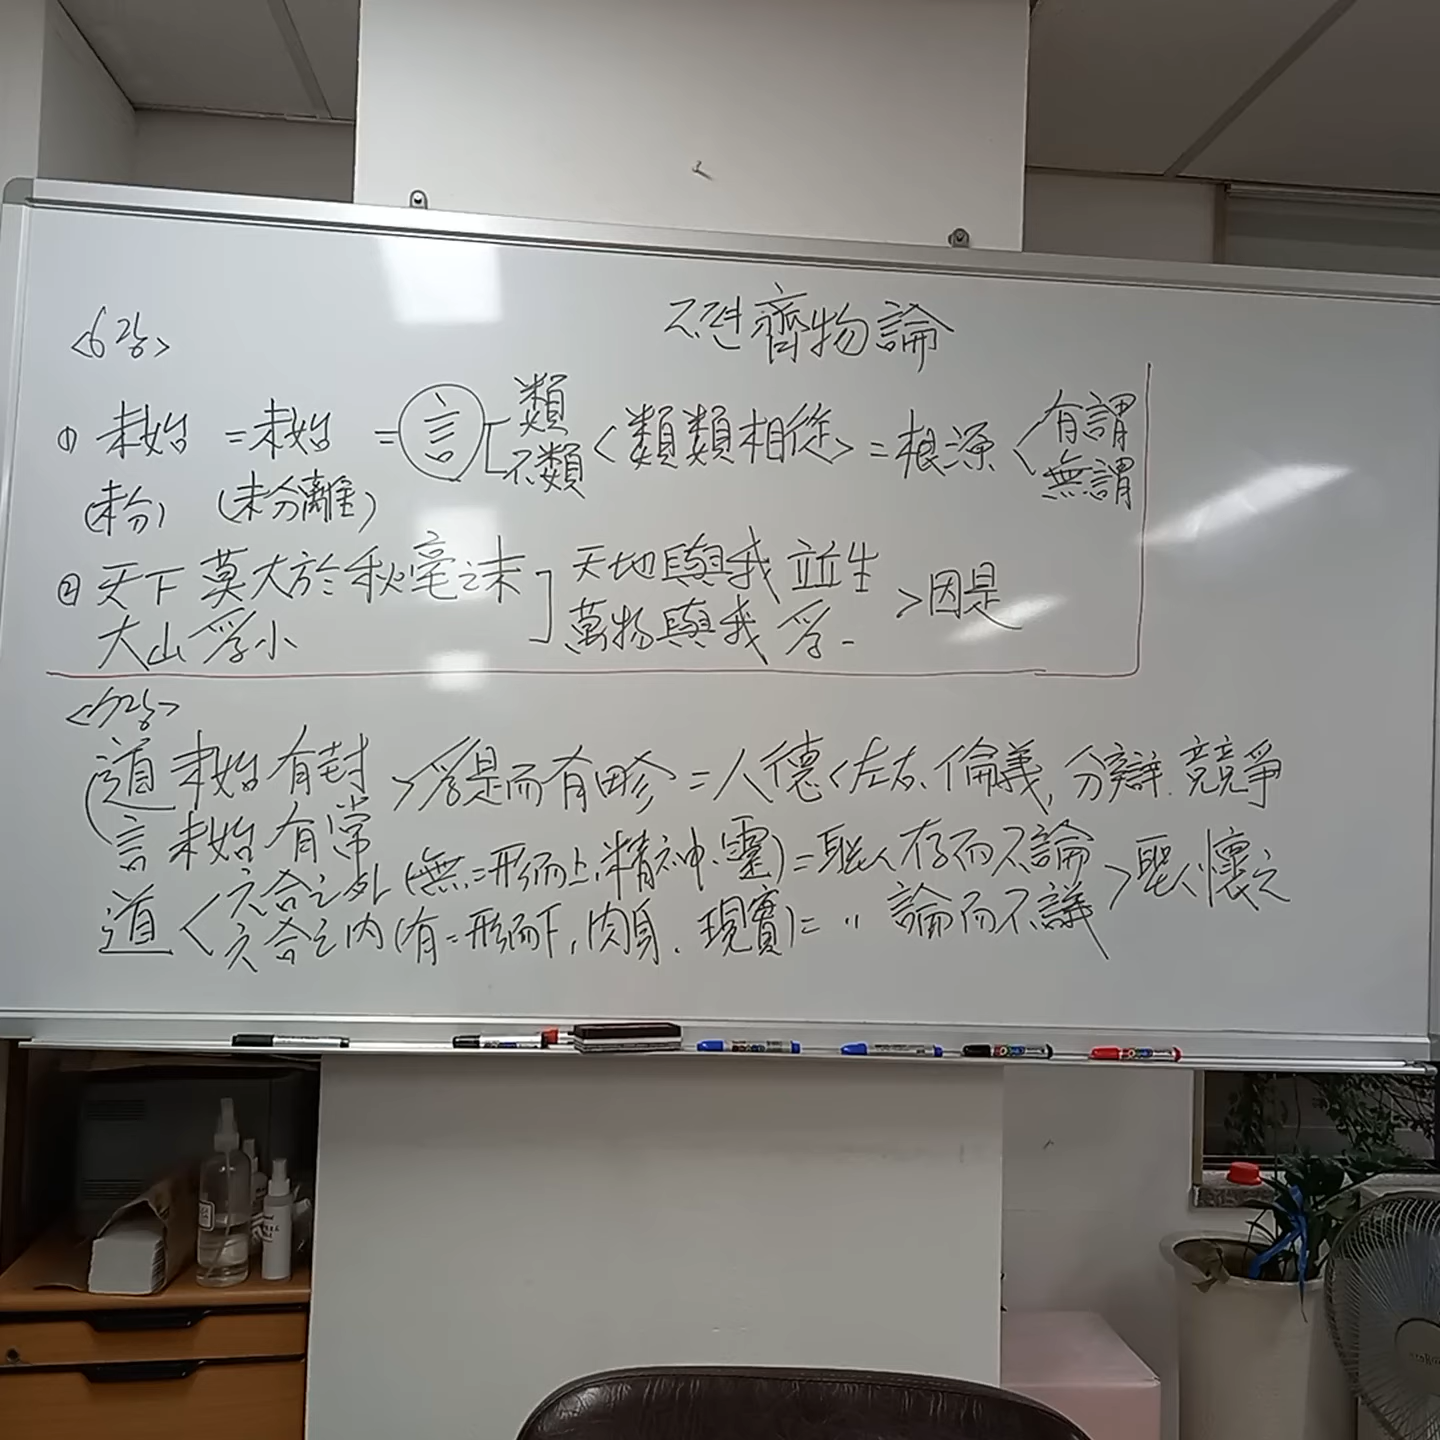 齊物論
<6강>
① 未始 = 未始 = 言 [ 類 不類 < 類類相從 > = 根源 < 有謂 無謂
(未分) (未分離)
② 天下莫大於秋毫之末 ] 天地與我並生 > 因是
大山爲小 萬物與我爲一
<7강>
道未始有封 > 爲是而有畛 = 人德 < 左右, 倫義, 分辯. 競爭
言未始有常
道 < 六合之外 (無 = 形而上, 精神, 靈) = 聖人存而不論 > 聖人懷之
六合之内 (有 = 形而下, 肉身, 現實) = 〃 論而不議